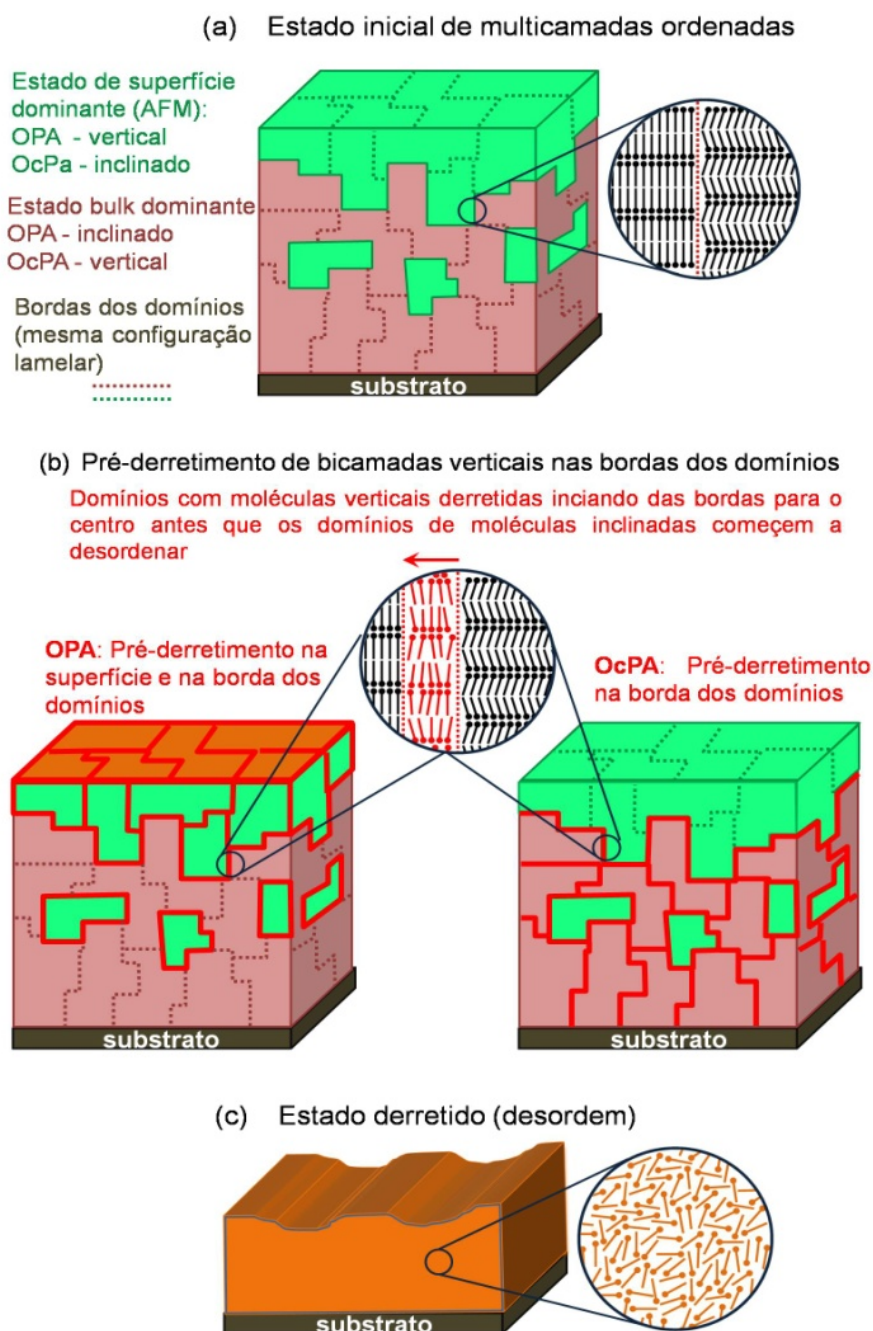 (a) Estado inicial de multicamadas ordenadas
Estado de superfície
dominante (AFM):
OPA - vertical
OcPa - inclinado
Estado bulk dominante
OPA - inclinado
OcPA - vertical
Bordas dos domínios
(mesma configuração
lamelar)
substrato
(b) Pré-derretimento de bicamadas verticais nas bordas dos domínios
Domínios com moléculas verticais derretidas inciando das bordas para o
centro antes que os domínios de moléculas inclinadas começem a
desordenar
OPA: Pré-derretimento na
superfície e na borda dos
domínios
OcPA: Pré-derretimento
na borda dos domínios
substrato
substrato
(c) Estado derretido (desordem)
substrato